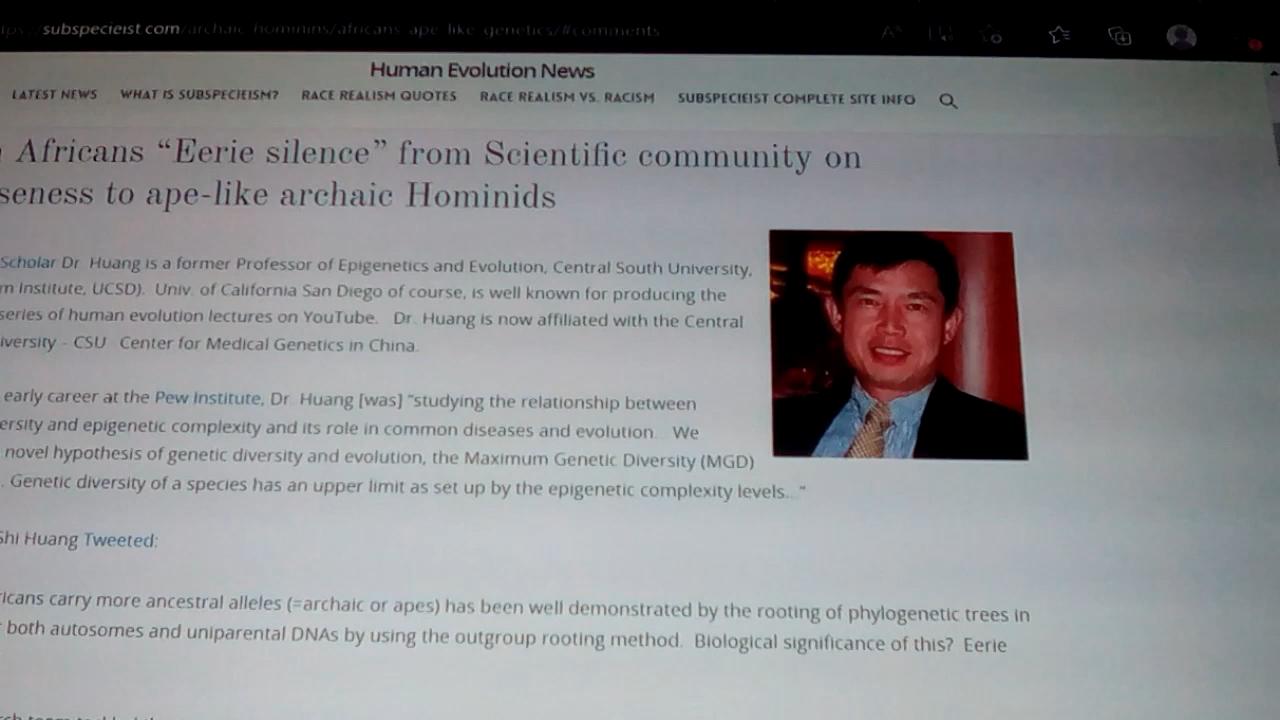 subspecieist.com/archaic-hominins/africans-ape-like-genetics/#comments
Human Evolution News
LATEST NEWS WHAT IS SUBSPECIEISM? RACE REALISM QUOTES RACE REALISM VS. RACISM SUBSPECIEIST COMPLETE SITE INFO
Africans “Eerie silence” from Scientific community on
seness to ape-like archaic Hominids
Scholar Dr. Huang is a former Professor of Epigenetics and Evolution, Central South University,
m Institute, UCSD). Univ. of California San Diego of course, is well known for producing the
series of human evolution lectures on YouTube. Dr. Huang is now affiliated with the Central
iversity - CSU Center for Medical Genetics in China.
early career at the Pew Institute, Dr. Huang [was] “studying the relationship between
ersity and epigenetic complexity and its role in common diseases and evolution. We
novel hypothesis of genetic diversity and evolution, the Maximum Genetic Diversity (MGD)
. Genetic diversity of a species has an upper limit as set up by the epigenetic complexity levels...”
Shi Huang Tweeted:
ricans carry more ancestral alleles (=archaic or apes) has been well demonstrated by the rooting of phylogenetic trees in
both autosomes and uniparental DNAs by using the outgroup rooting method. Biological significance of this? Eerie